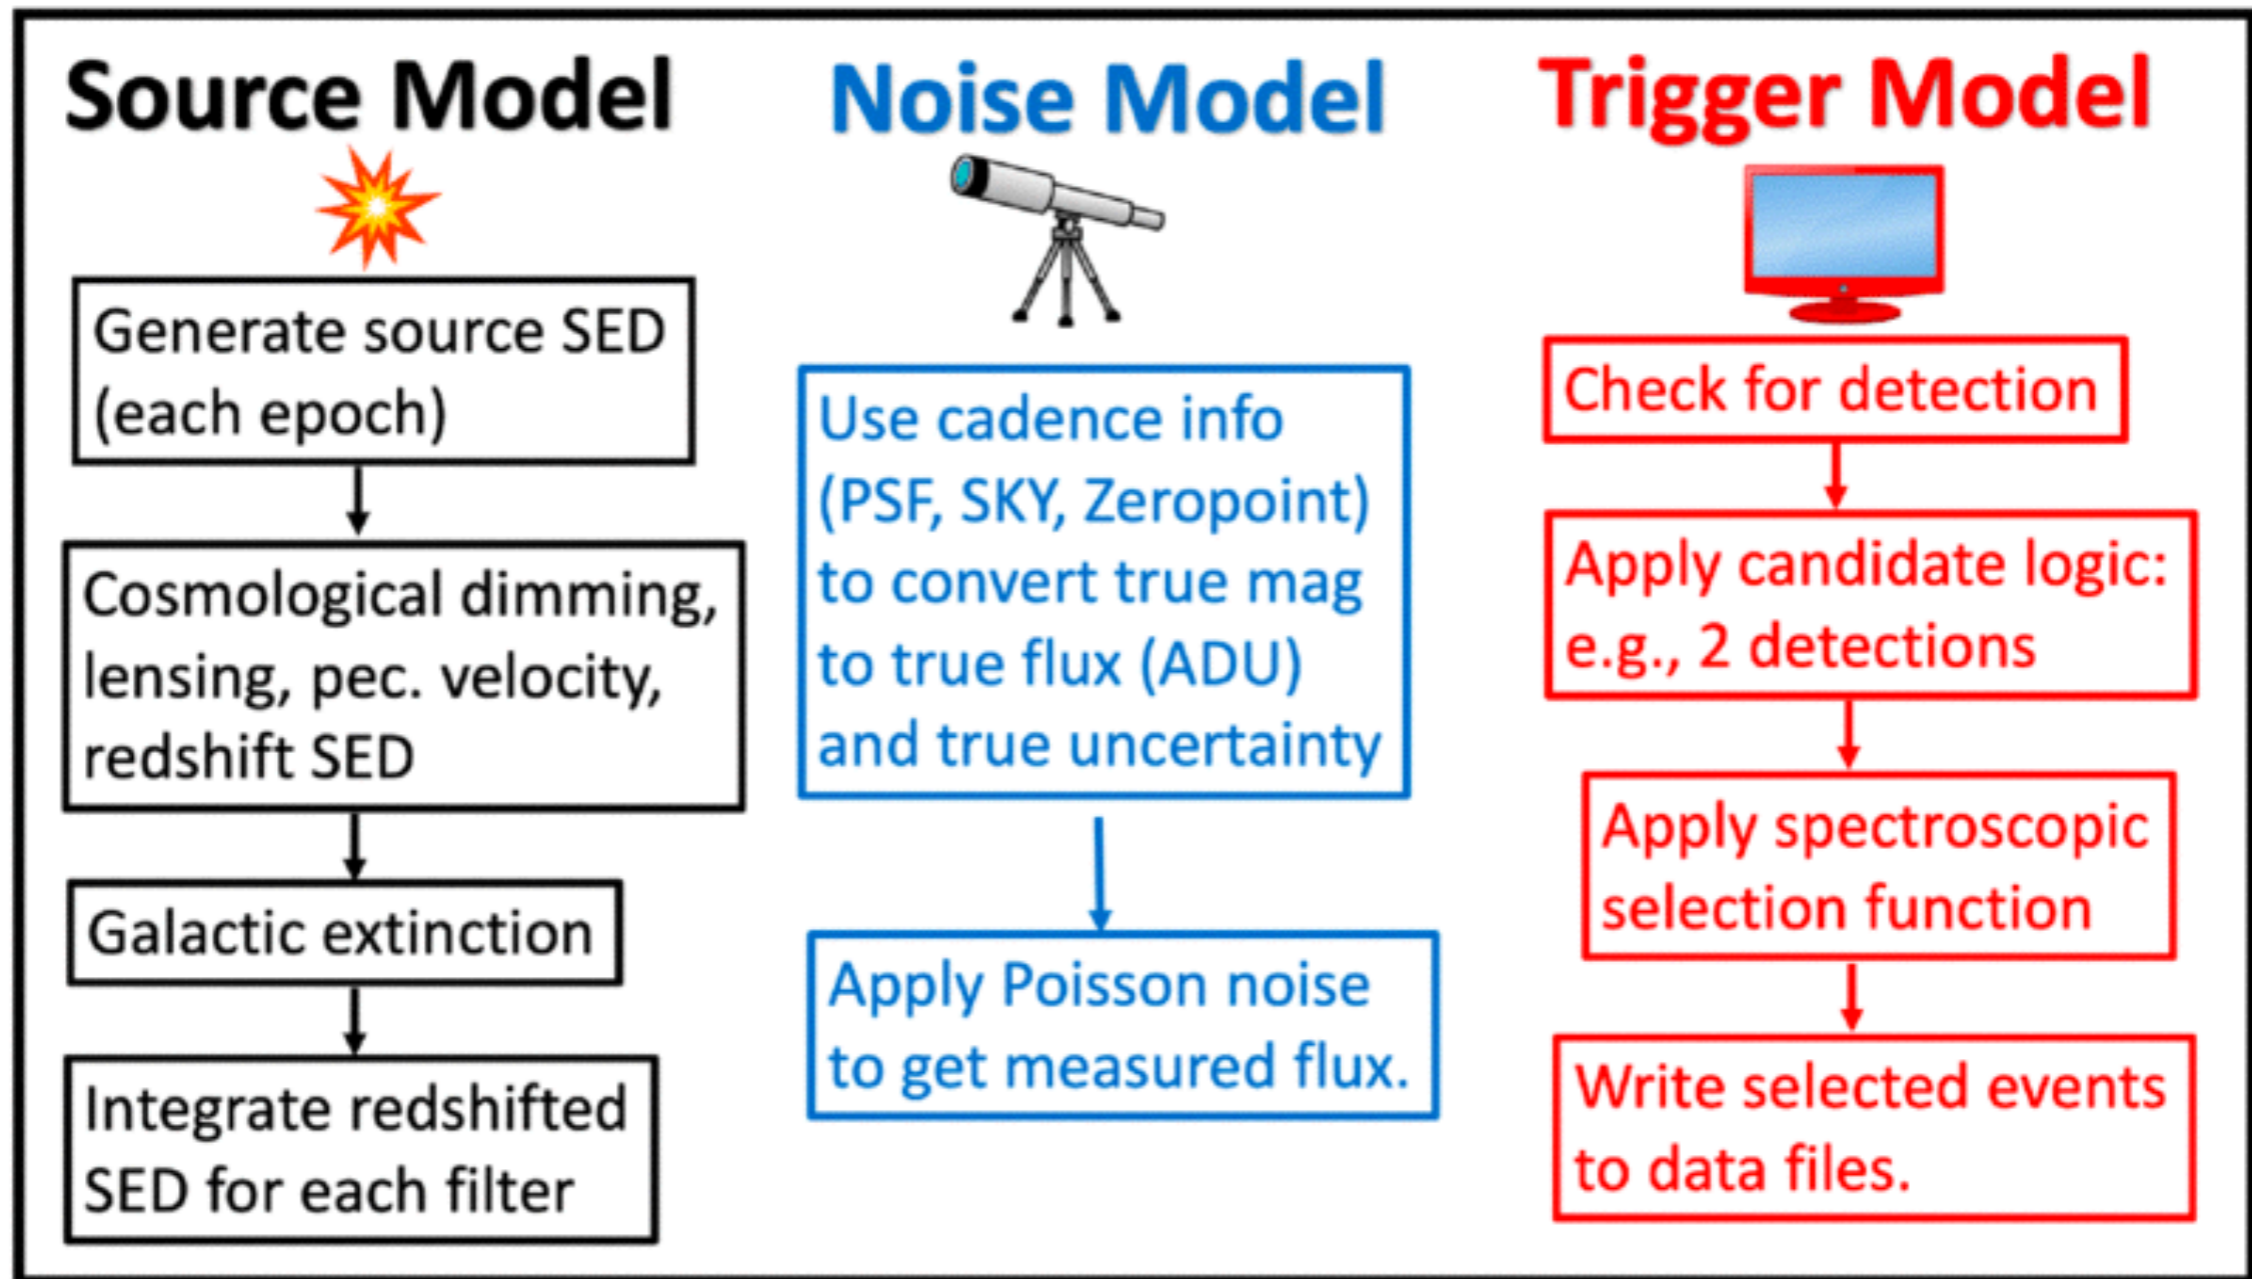 Source Model
Generate source SED
(each epoch)
Cosmological dimming,
lensing, pec. velocity,
redshift SED
Galactic extinction
Integrate redshifted
SED for each filter
Noise Model
Use cadence info
(PSF, SKY, Zeropoint)
to convert true mag
to true flux (ADU)
and true uncertainty
Apply Poisson noise
to get measured flux.
Trigger Model
Check for detection
Apply candidate logic:
e.g., 2 detections
Apply spectroscopic
selection function
Write selected events
to data files.